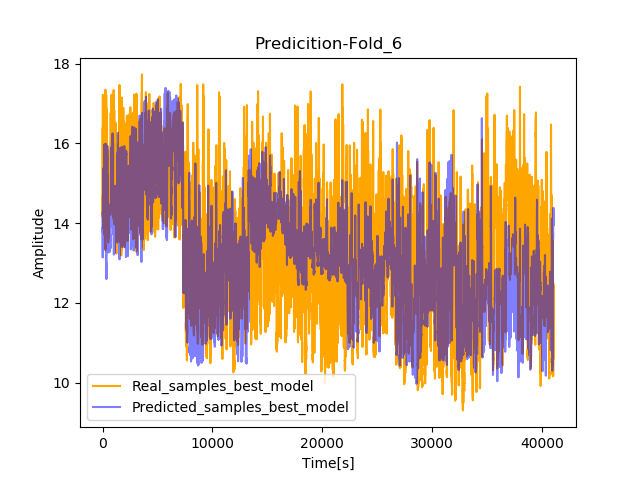 Predicition-Fold_6
18
16
14
12
10
Amplitude
Real_samples_best_model
Predicted_samples_best_model
0
10000
20000
30000
40000
Time[s]